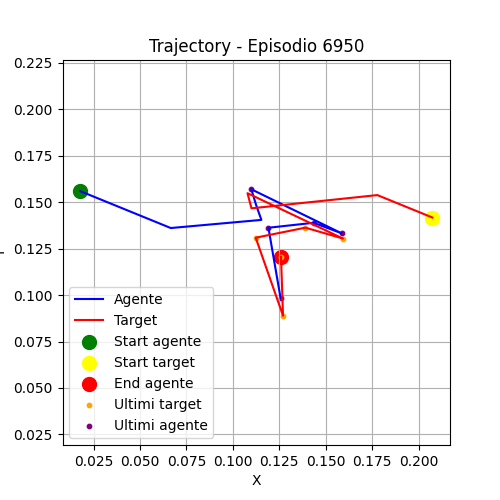 Trajectory - Episodio 6950
0.225
0.200
0.175
0.150
0.125
0.100
0.075
0.050
0.025
Agente
Target
Start agente
Start target
End agente
Ultimi target
Ultimi agente
0.025 0.050 0.075 0.100 0.125 0.150 0.175 0.200
X